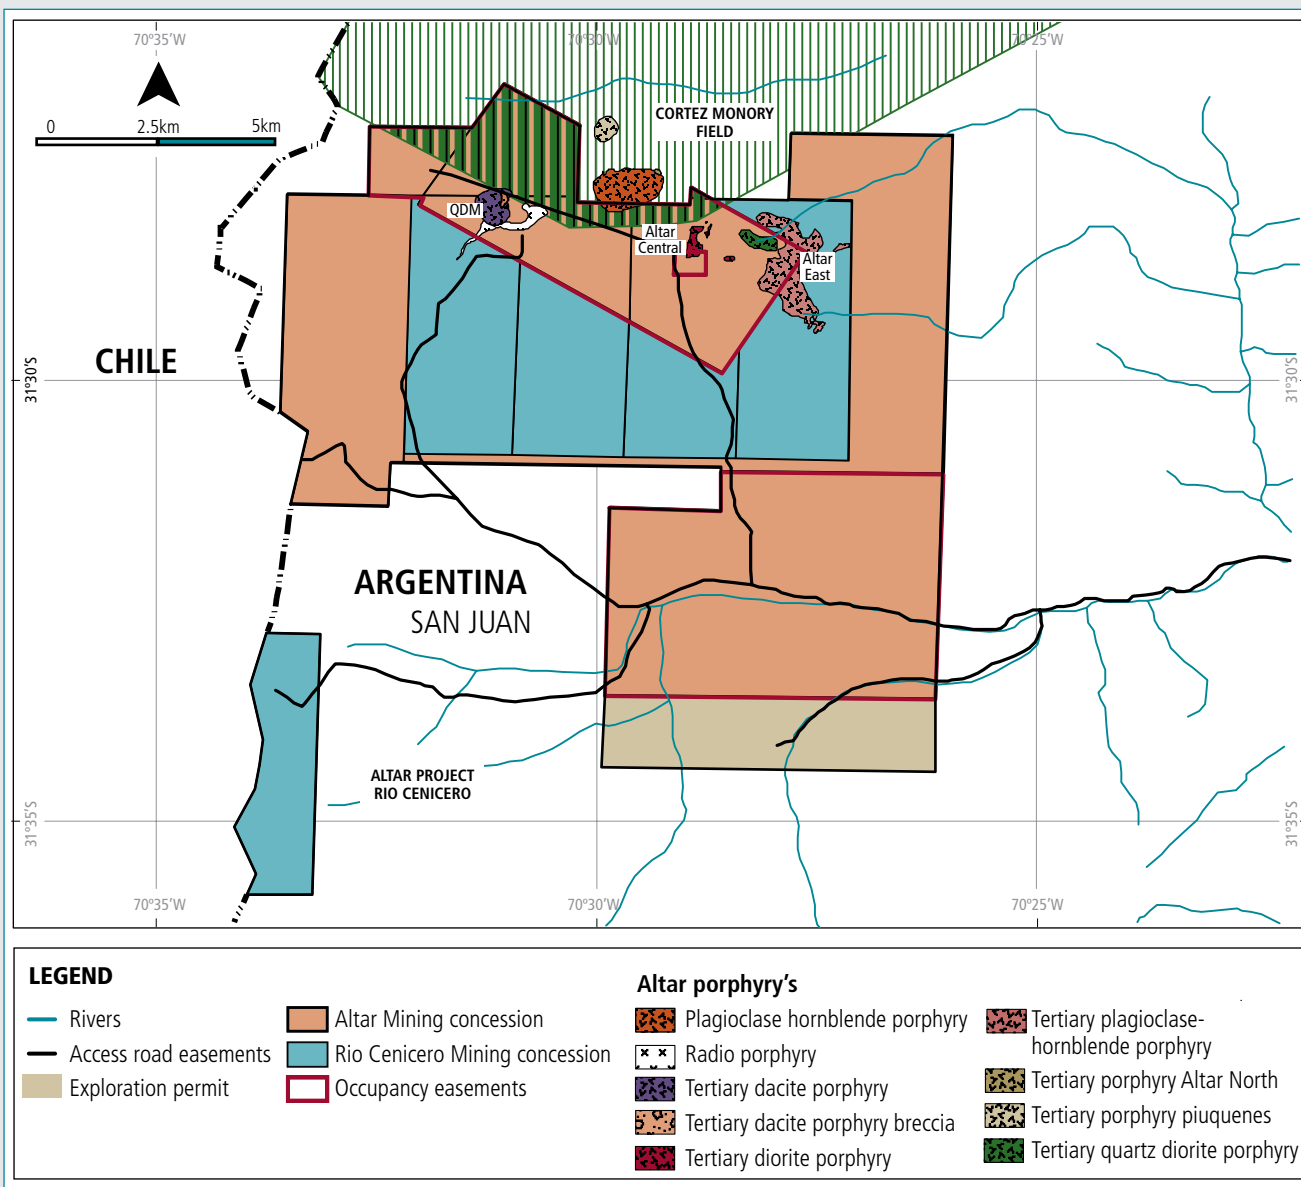 70°35'W
70°30'W
70°25'W
0
2.5km
5km
CORTEZ MONORY
FIELD
QDM
Altar
Central
Altar
East
CHILE
31°30'S
31°30'S
ARGENTINA
SAN JUAN
ALTAR PROJECT
RIO CENICERO
31°35'S
31°35'S
70°35'W
70°30'W
70°25'W
LEGEND
Rivers
Access road easements
Exploration permit
Altar Mining concession
Rio Cenicero Mining concession
Occupancy easements
Altar porphyry's
Plagioclase hornblende porphyry
Radio porphyry
Tertiary dacite porphyry
Tertiary dacite porphyry breccia
Tertiary diorite porphyry
Tertiary plagioclase-
hornblende porphyry
Tertiary porphyry Altar North
Tertiary porphyry piuquenes
Tertiary quartz diorite porphyry